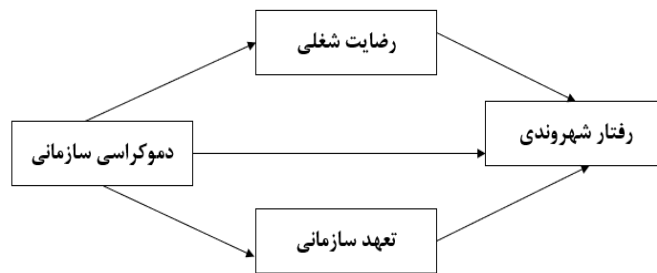 رضایت شغلی
رفتار شهروندی
دموکراسی سازمانی
تعهد سازمانی